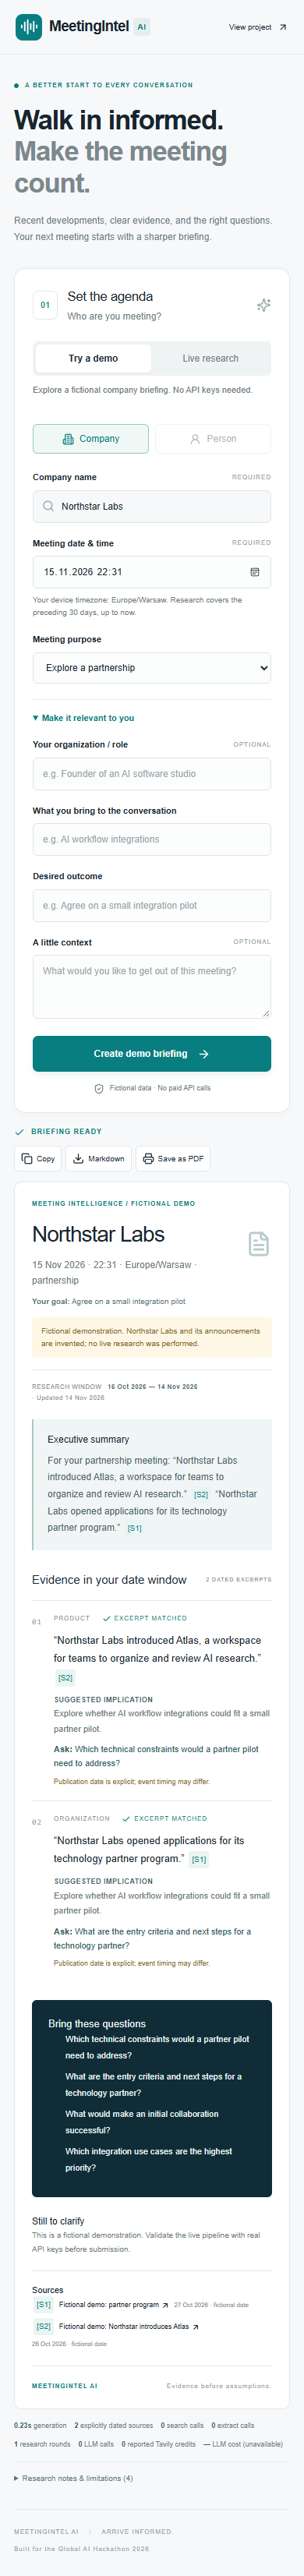 MeetingIntel AI
View project
A BETTER START TO EVERY CONVERSATION
Walk in informed.
Make the meeting
count.
Recent developments, clear evidence, and the right questions.
Your next meeting starts with a sharper briefing.
01
Set the agenda
Who are you meeting?
Try a demo
Live research
Explore a fictional company briefing. No API keys needed.
Company
Person
Company name
REQUIRED
Northstar Labs
Meeting date & time
REQUIRED
15.11.2026 22:31
Your device timezone: Europe/Warsaw. Research covers the
preceding 30 days, up to now.
Meeting purpose
Explore a partnership
▼ Make it relevant to you
Your organization / role
OPTIONAL
e.g. Founder of an AI software studio
What you bring to the conversation
e.g. AI workflow integrations
Desired outcome
e.g. Agree on a small integration pilot
A little context
OPTIONAL
What would you like to get out of this meeting?
Create demo briefing
Fictional data · No paid API calls
BRIEFING READY
Copy
Markdown
Save as PDF
MEETING INTELLIGENCE / FICTIONAL DEMO
Northstar Labs
15 Nov 2026 · 22:31 · Europe/Warsaw ·
partnership
Your goal: Agree on a small integration pilot
Fictional demonstration. Northstar Labs and its announcements
are invented; no live research was performed.
RESEARCH WINDOW 16 Oct 2026 — 14 Nov 2026
· Updated 14 Nov 2026
Executive summary
For your partnership meeting: “Northstar Labs
introduced Atlas, a workspace for teams to
organize and review AI research.” [S2] “Northstar
Labs opened applications for its technology
partner program.” [S1]
Evidence in your date window
2 DATED EXCERPTS
01
PRODUCT
EXCERPT MATCHED
“Northstar Labs introduced Atlas, a workspace
for teams to organize and review AI research.”
[S2]
SUGGESTED IMPLICATION
Explore whether AI workflow integrations could fit a small
partner pilot.
Ask: Which technical constraints would a partner pilot
need to address?
Publication date is explicit; event timing may differ.
02
ORGANIZATION
EXCERPT MATCHED
“Northstar Labs opened applications for its
technology partner program.” [S1]
SUGGESTED IMPLICATION
Explore whether AI workflow integrations could fit a small
partner pilot.
Ask: What are the entry criteria and next steps for a
technology partner?
Publication date is explicit; event timing may differ.
Bring these questions
Which technical constraints would a partner pilot
need to address?
What are the entry criteria and next steps for a
technology partner?
What would make an initial collaboration
successful?
Which integration use cases are the highest
priority?
Still to clarify
This is a fictional demonstration. Validate the live pipeline with real
API keys before submission.
Sources
[S1] Fictional demo: partner program 27 Oct 2026 · fictional date
[S2] Fictional demo: Northstar introduces Atlas
26 Oct 2026 · fictional date
MEETINGINTEL AI
Evidence before assumptions.
0.23s generation 2 explicitly dated sources 0 search calls 0 extract calls
1 research rounds 0 LLM calls 0 reported Tavily credits — LLM cost (unavailable)
▶ Research notes & limitations (4)
MEETINGINTEL AI / ARRIVE INFORMED.
Built for the Global AI Hackathon 2026